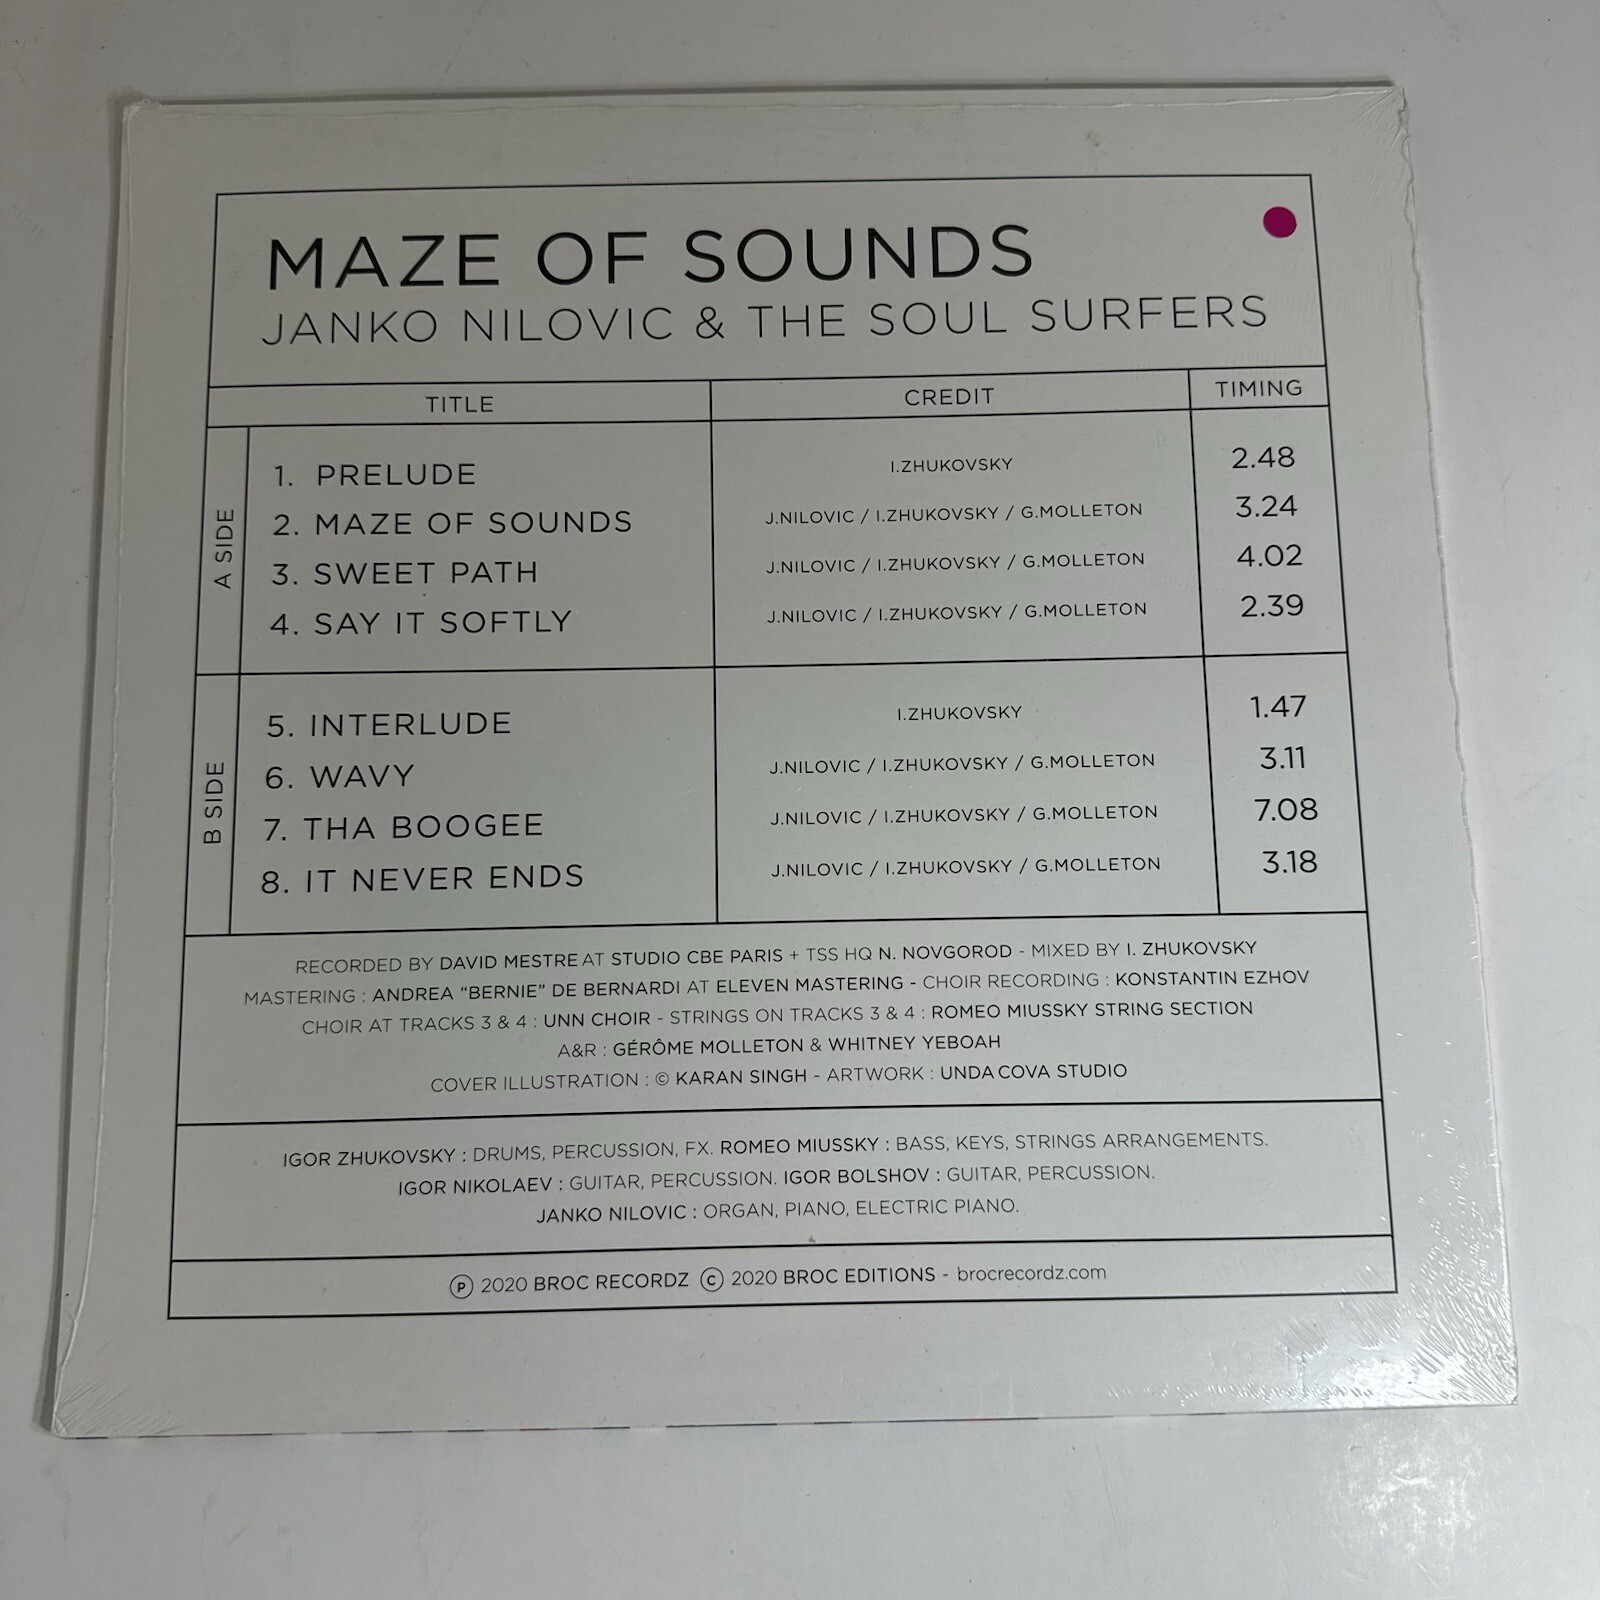 MAZE OF SOUNDS
JANKO NILOVIC & THE SOUL SURFERS
TITLE CREDIT TIMING
A SIDE
1. PRELUDE I.ZHUKOVSKY 2.48
2. MAZE OF SOUNDS J.NILOVIC / I.ZHUKOVSKY / G.MOLLETON 3.24
3. SWEET PATH J.NILOVIC / I.ZHUKOVSKY / G.MOLLETON 4.02
4. SAY IT SOFTLY J.NILOVIC / I.ZHUKOVSKY / G.MOLLETON 2.39
B SIDE
5. INTERLUDE I.ZHUKOVSKY 1.47
6. WAVY J.NILOVIC / I.ZHUKOVSKY / G.MOLLETON 3.11
7. THA BOOGEE J.NILOVIC / I.ZHUKOVSKY / G.MOLLETON 7.08
8. IT NEVER ENDS J.NILOVIC / I.ZHUKOVSKY / G.MOLLETON 3.18
RECORDED BY DAVID MESTRE AT STUDIO CBE PARIS + TSS HQ N. NOVGOROD - MIXED BY I. ZHUKOVSKY
MASTERING : ANDREA “BERNIE” DE BERNARDI AT ELEVEN MASTERING - CHOIR RECORDING : KONSTANTIN EZHOV
CHOIR AT TRACKS 3 & 4 : UNN CHOIR - STRINGS ON TRACKS 3 & 4 : ROMEO MIUSSKY STRING SECTION
A&R : GÉRÔME MOLLETON & WHITNEY YEBOAH
COVER ILLUSTRATION : © KARAN SINGH - ARTWORK : UNDA COVA STUDIO
IGOR ZHUKOVSKY : DRUMS, PERCUSSION, FX. ROMEO MIUSSKY : BASS, KEYS, STRINGS ARRANGEMENTS.
IGOR NIKOLAEV : GUITAR, PERCUSSION. IGOR BOLSHOV : GUITAR, PERCUSSION.
JANKO NILOVIC : ORGAN, PIANO, ELECTRIC PIANO.
℗ 2020 BROC RECORDZ © 2020 BROC EDITIONS - brocrecordz.com